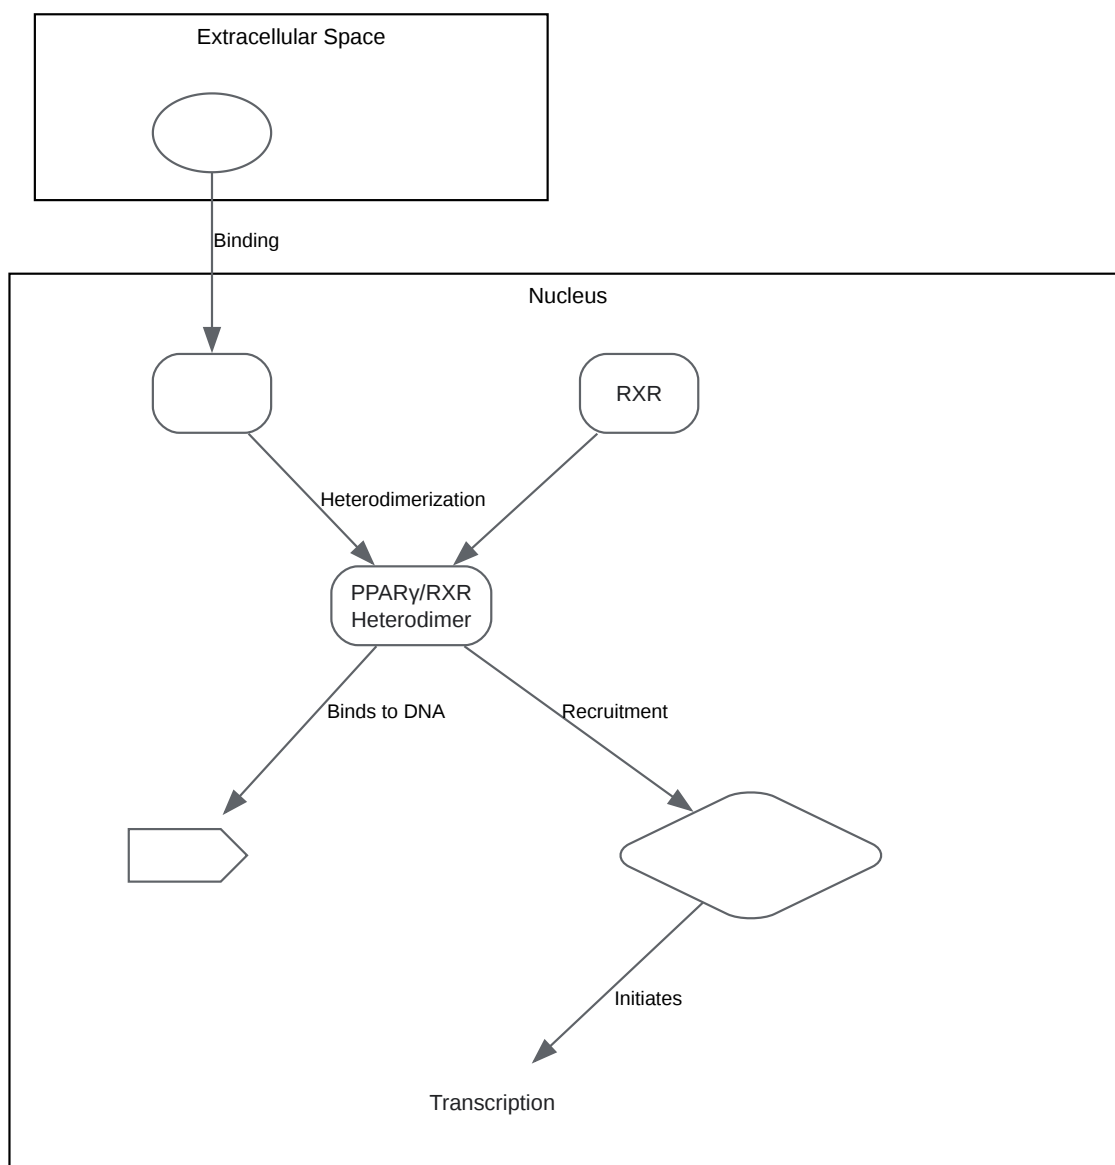 Extracellular Space
Binding
Nucleus
RXR
Heterodimerization
PPARγ/RXR
Heterodimer
Binds to DNA
Recruitment
Initiates
Transcription